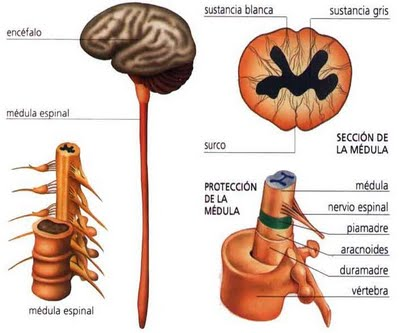 encéfalo
médula espinal
médula espinal
sustancia blanca
sustancia gris
surco
SECCIÓN DE
LA MÉDULA
PROTECCIÓN
DE LA
MÉDULA
médula
nervio espinal
piamadre
aracnoides
duramadre
vértebra